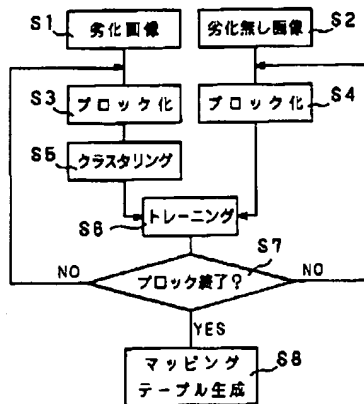 S1 劣化画像
劣化無し画像 S2
S3 ブロック化
ブロック化 S4
S5 クラスタリング
S6 トレーニング
S7
NO ブロック終了? NO
YES
マッピング S8
テーブル生成